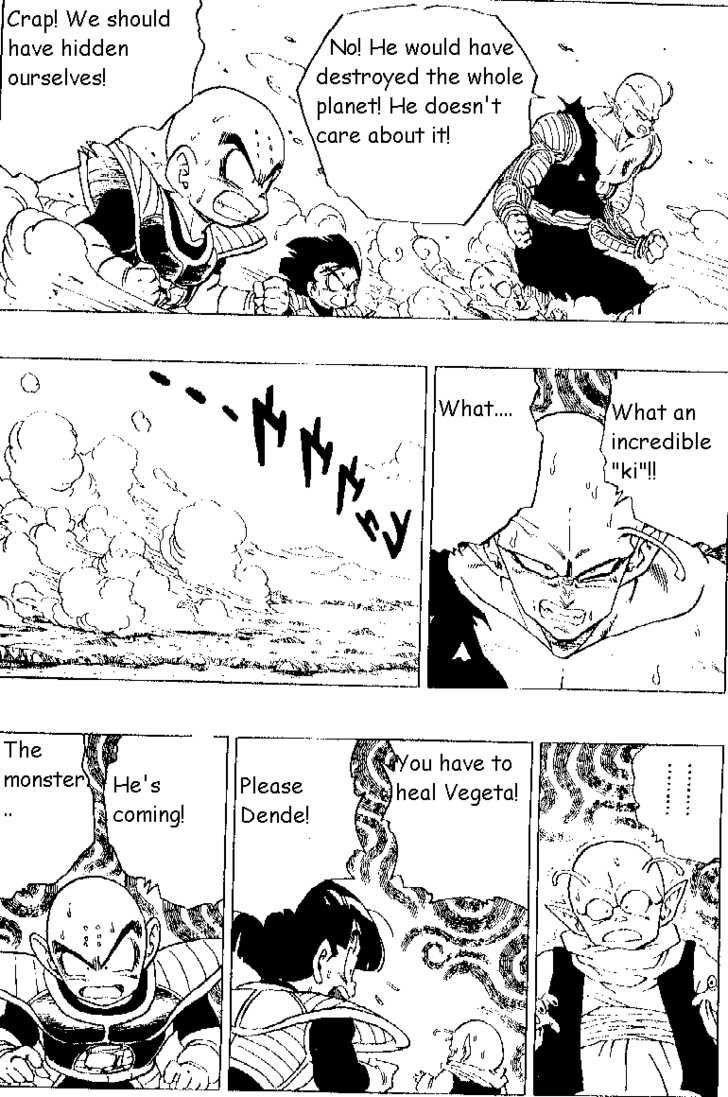 Crap! We should
have hidden
ourselves!
No! He would have
destroyed the whole
planet! He doesn't
care about it!
What....
What an
incredible
"ki"!!
The
monster
..
He's
coming!
Please
Dende!
You have to
heal Vegeta!